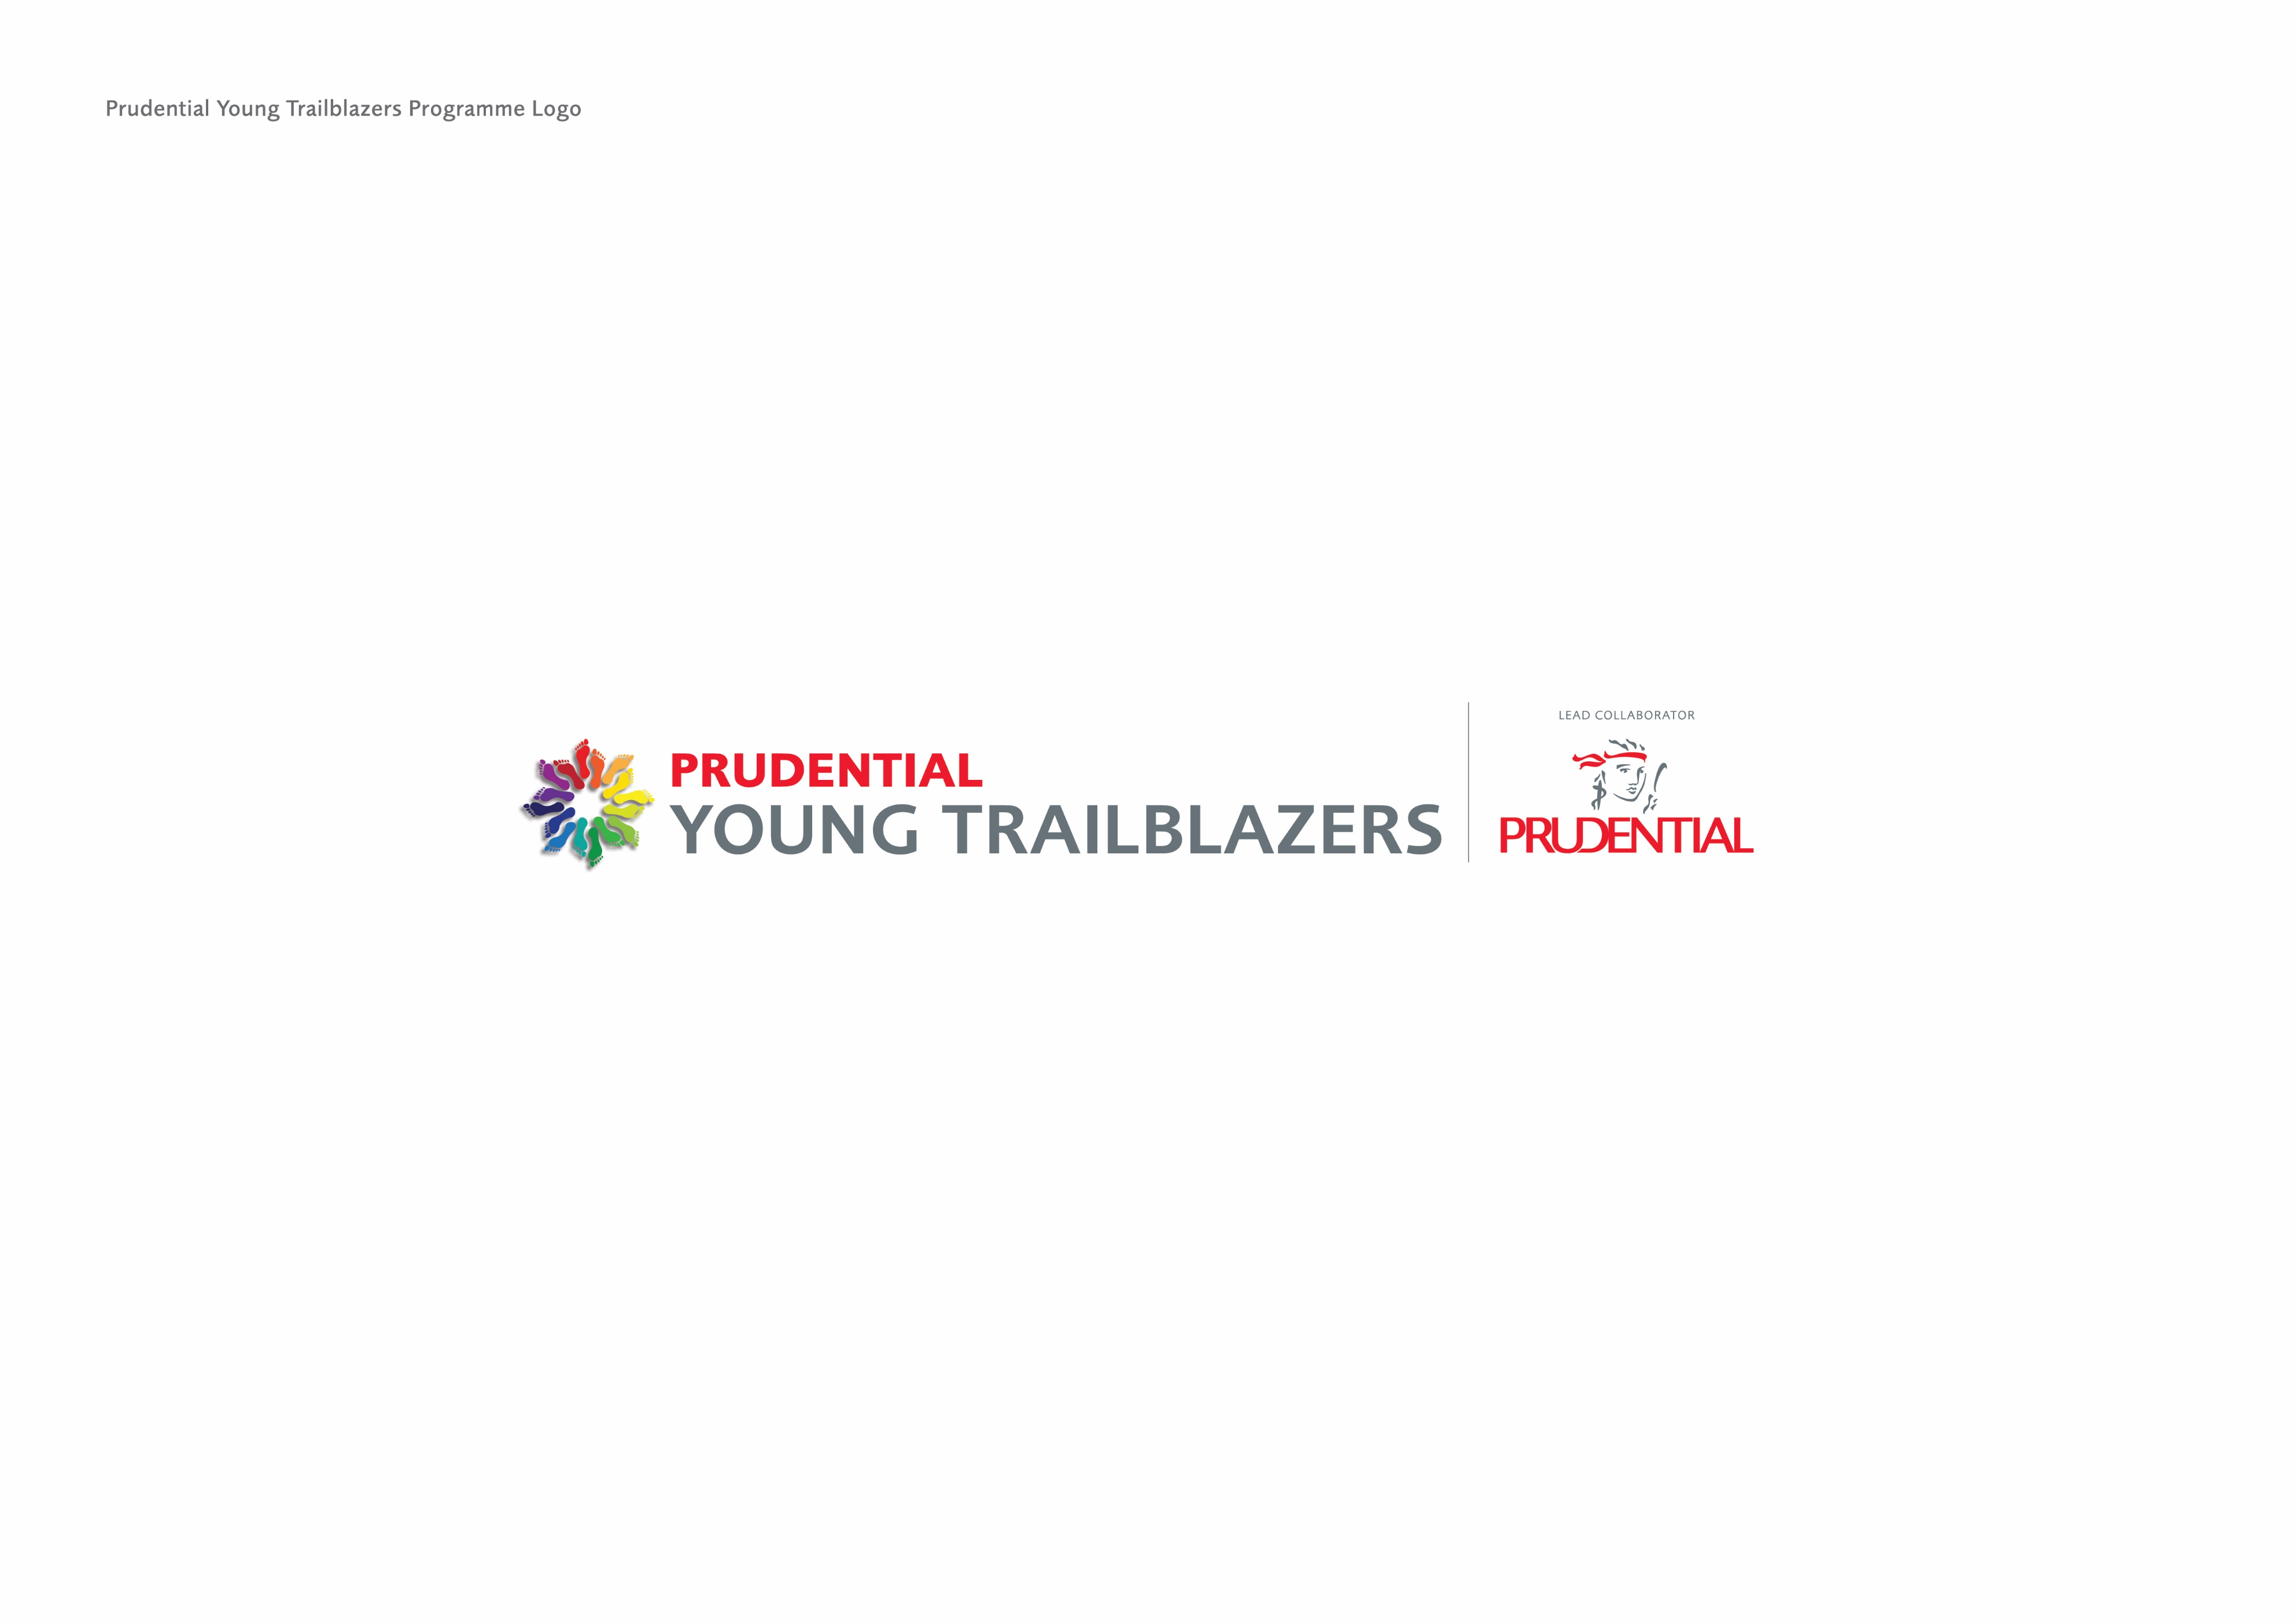 Prudential Young Trailblazers Programme Logo
PRUDENTIAL
YOUNG TRAILBLAZERS
LEAD COLLABORATOR
PRUDENTIAL